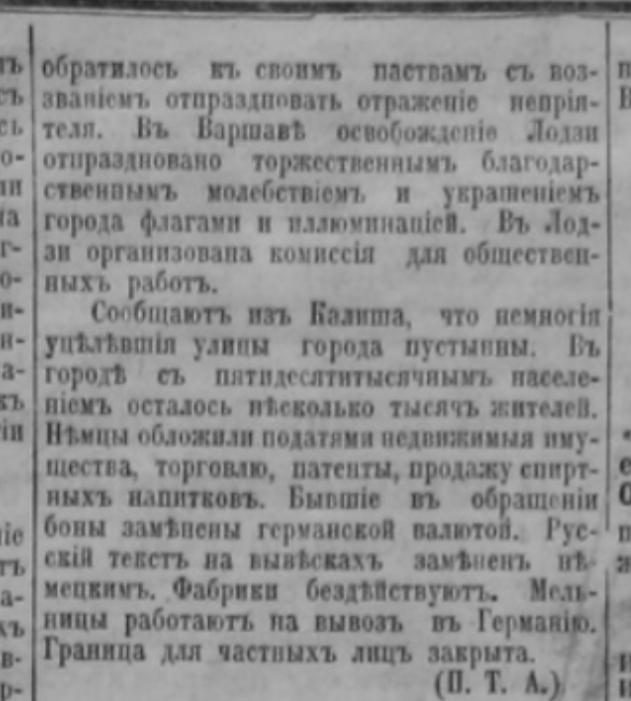 обратилось къ своимъ паствамъ съ воз-
званіемъ отпраздновать отраженіе непрія-
теля. Въ Варшавѣ освобожденіе Лодзи
отпраздновано торжественнымъ благодар-
ственнымъ молебствіемъ и украшеніемъ
города флагами и иллюминаціей. Въ Лод-
зи организована комиссія для обществен-
ныхъ работъ.
Сообщаютъ изъ Калиша, что немногія
уцѣлѣвшія улицы города пустынны. Въ
городѣ съ пятидесятитысячнымъ населе-
ніемъ осталось нѣсколько тысячъ жителей.
Нѣмцы обложили податями недвижимыя иму-
щества, торговлю, патенты, продажу спирт-
ныхъ напитковъ. Бывшіе въ обращеніи
боны замѣнены германской валютой. Рус-
скій текстъ на вывѣскахъ замѣненъ нѣ-
мецкимъ. Фабрики бездѣйствуютъ. Мель-
ницы работаютъ на вывозъ въ Германію.
Граница для частныхъ лицъ закрыта.
(П. Т. А.)